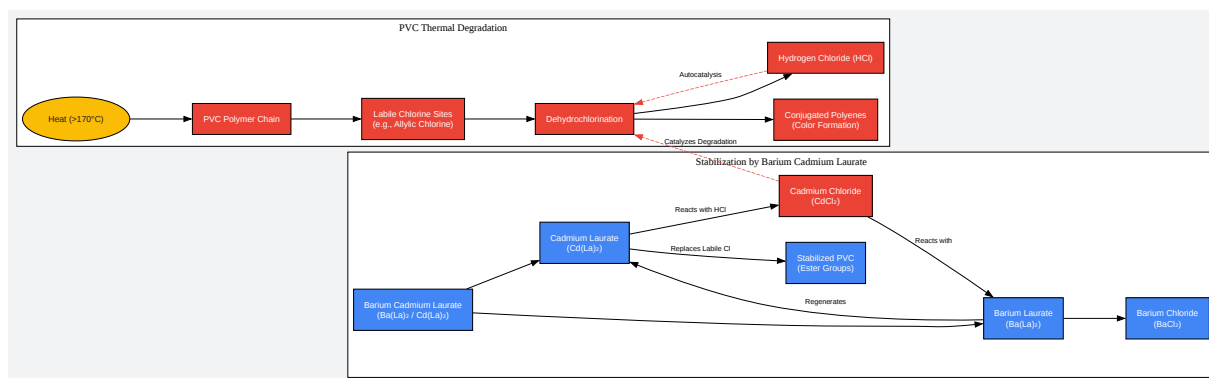 PVC Thermal Degradation
Hydrogen Chloride (HCl)
Autocatalysis
Heat (>170°C)
PVC Polymer Chain
Labile Chlorine Sites
(e.g., Allylic Chlorine)
Dehydrochlorination
Conjugated Polyenes
(Color Formation)
Catalyzes Degradation
Stabilization by Barium Cadmium Laurate
Cadmium Chloride
(CdCl₂)
Reacts with HCl
Cadmium Laurate
(Cd(La)₂)
Replaces Labile Cl
Reacts with
Stabilized PVC
(Ester Groups)
Barium Cadmium Laurate
(Ba(La)₂ / Cd(La)₂)
Regenerates
Barium Laurate
(Ba(La)₂)
Barium Chloride
(BaCl₂)